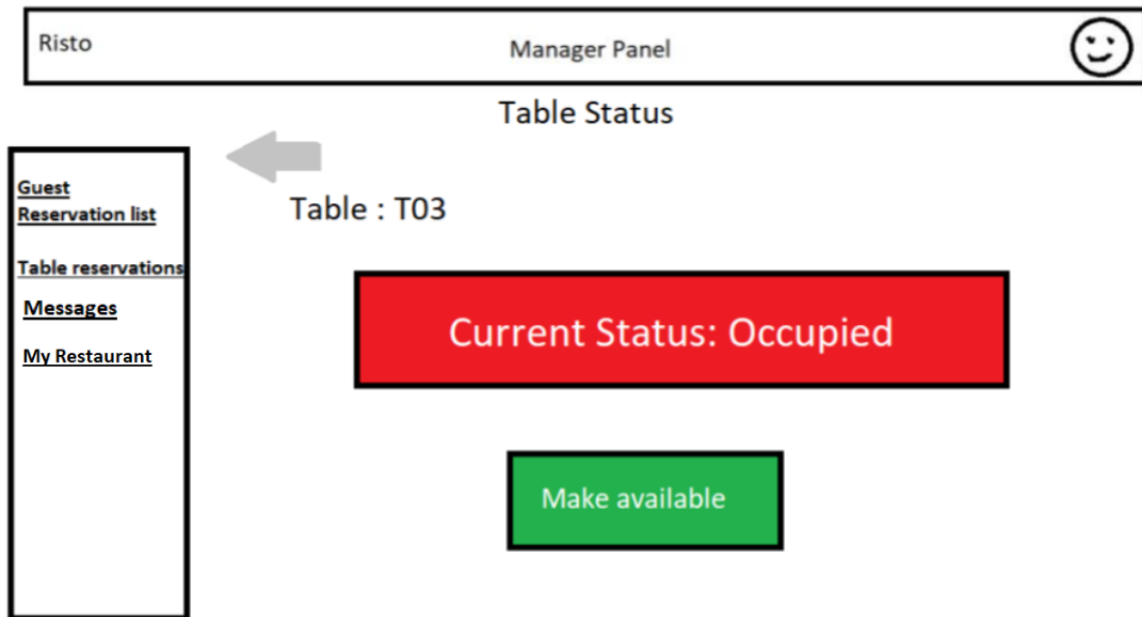 Risto
Manager Panel
Table Status
Guest
Reservation list
Table reservations
Messages
My Restaurant
Table : T03
Current Status: Occupied
Make available